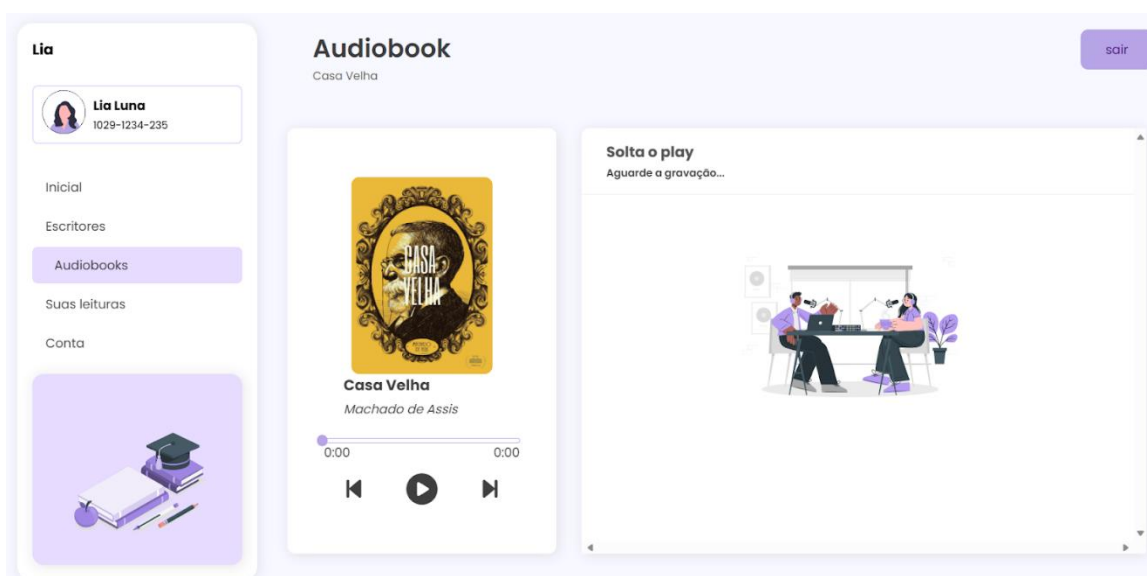 Lia
Lia Luna
1029-1234-235
Inicial
Escritores
Audiobooks
Suas leituras
Conta
Audiobook
Casa Velha
sair
CASA
VELHA
Casa Velha
Machado de Assis
0:00 0:00
Solta o play
Aguarde a gravação...